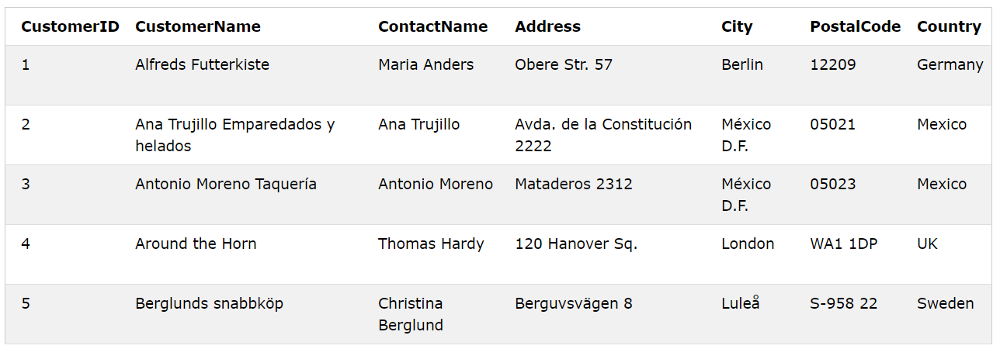 CustomerID CustomerName ContactName Address City PostalCode Country
1 Alfreds Futterkiste Maria Anders Obere Str. 57 Berlin 12209 Germany
2 Ana Trujillo Emparedados y Ana Trujillo Avda. de la Constitución México 05021 Mexico
helados 2222 D.F.
3 Antonio Moreno Taquería Antonio Moreno Mataderos 2312 México 05023 Mexico
D.F.
4 Around the Horn Thomas Hardy 120 Hanover Sq. London WA1 1DP UK
5 Berglunds snabbköp Christina Berguvsvägen 8 Luleå S-958 22 Sweden
Berglund